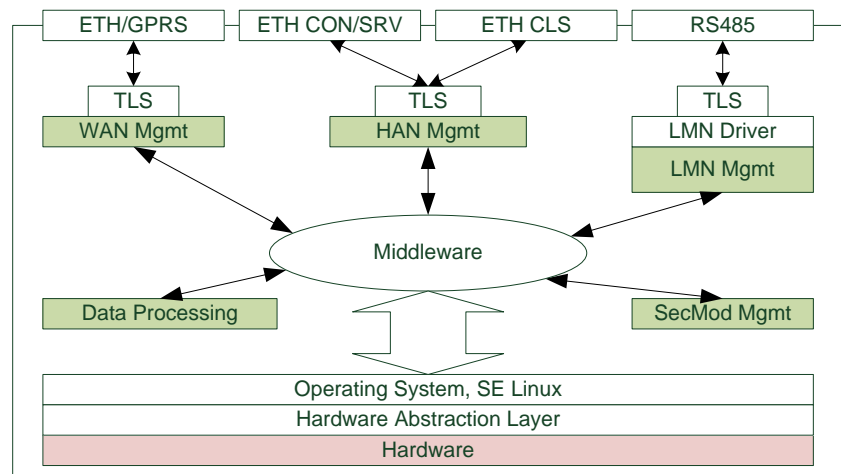 ETH/GPRS ETH CON/SRV ETH CLS RS485
TLS TLS TLS
WAN Mgmt HAN Mgmt LMN Driver
LMN Mgmt
Middleware
Data Processing SecMod Mgmt
Operating System, SE Linux
Hardware Abstraction Layer
Hardware